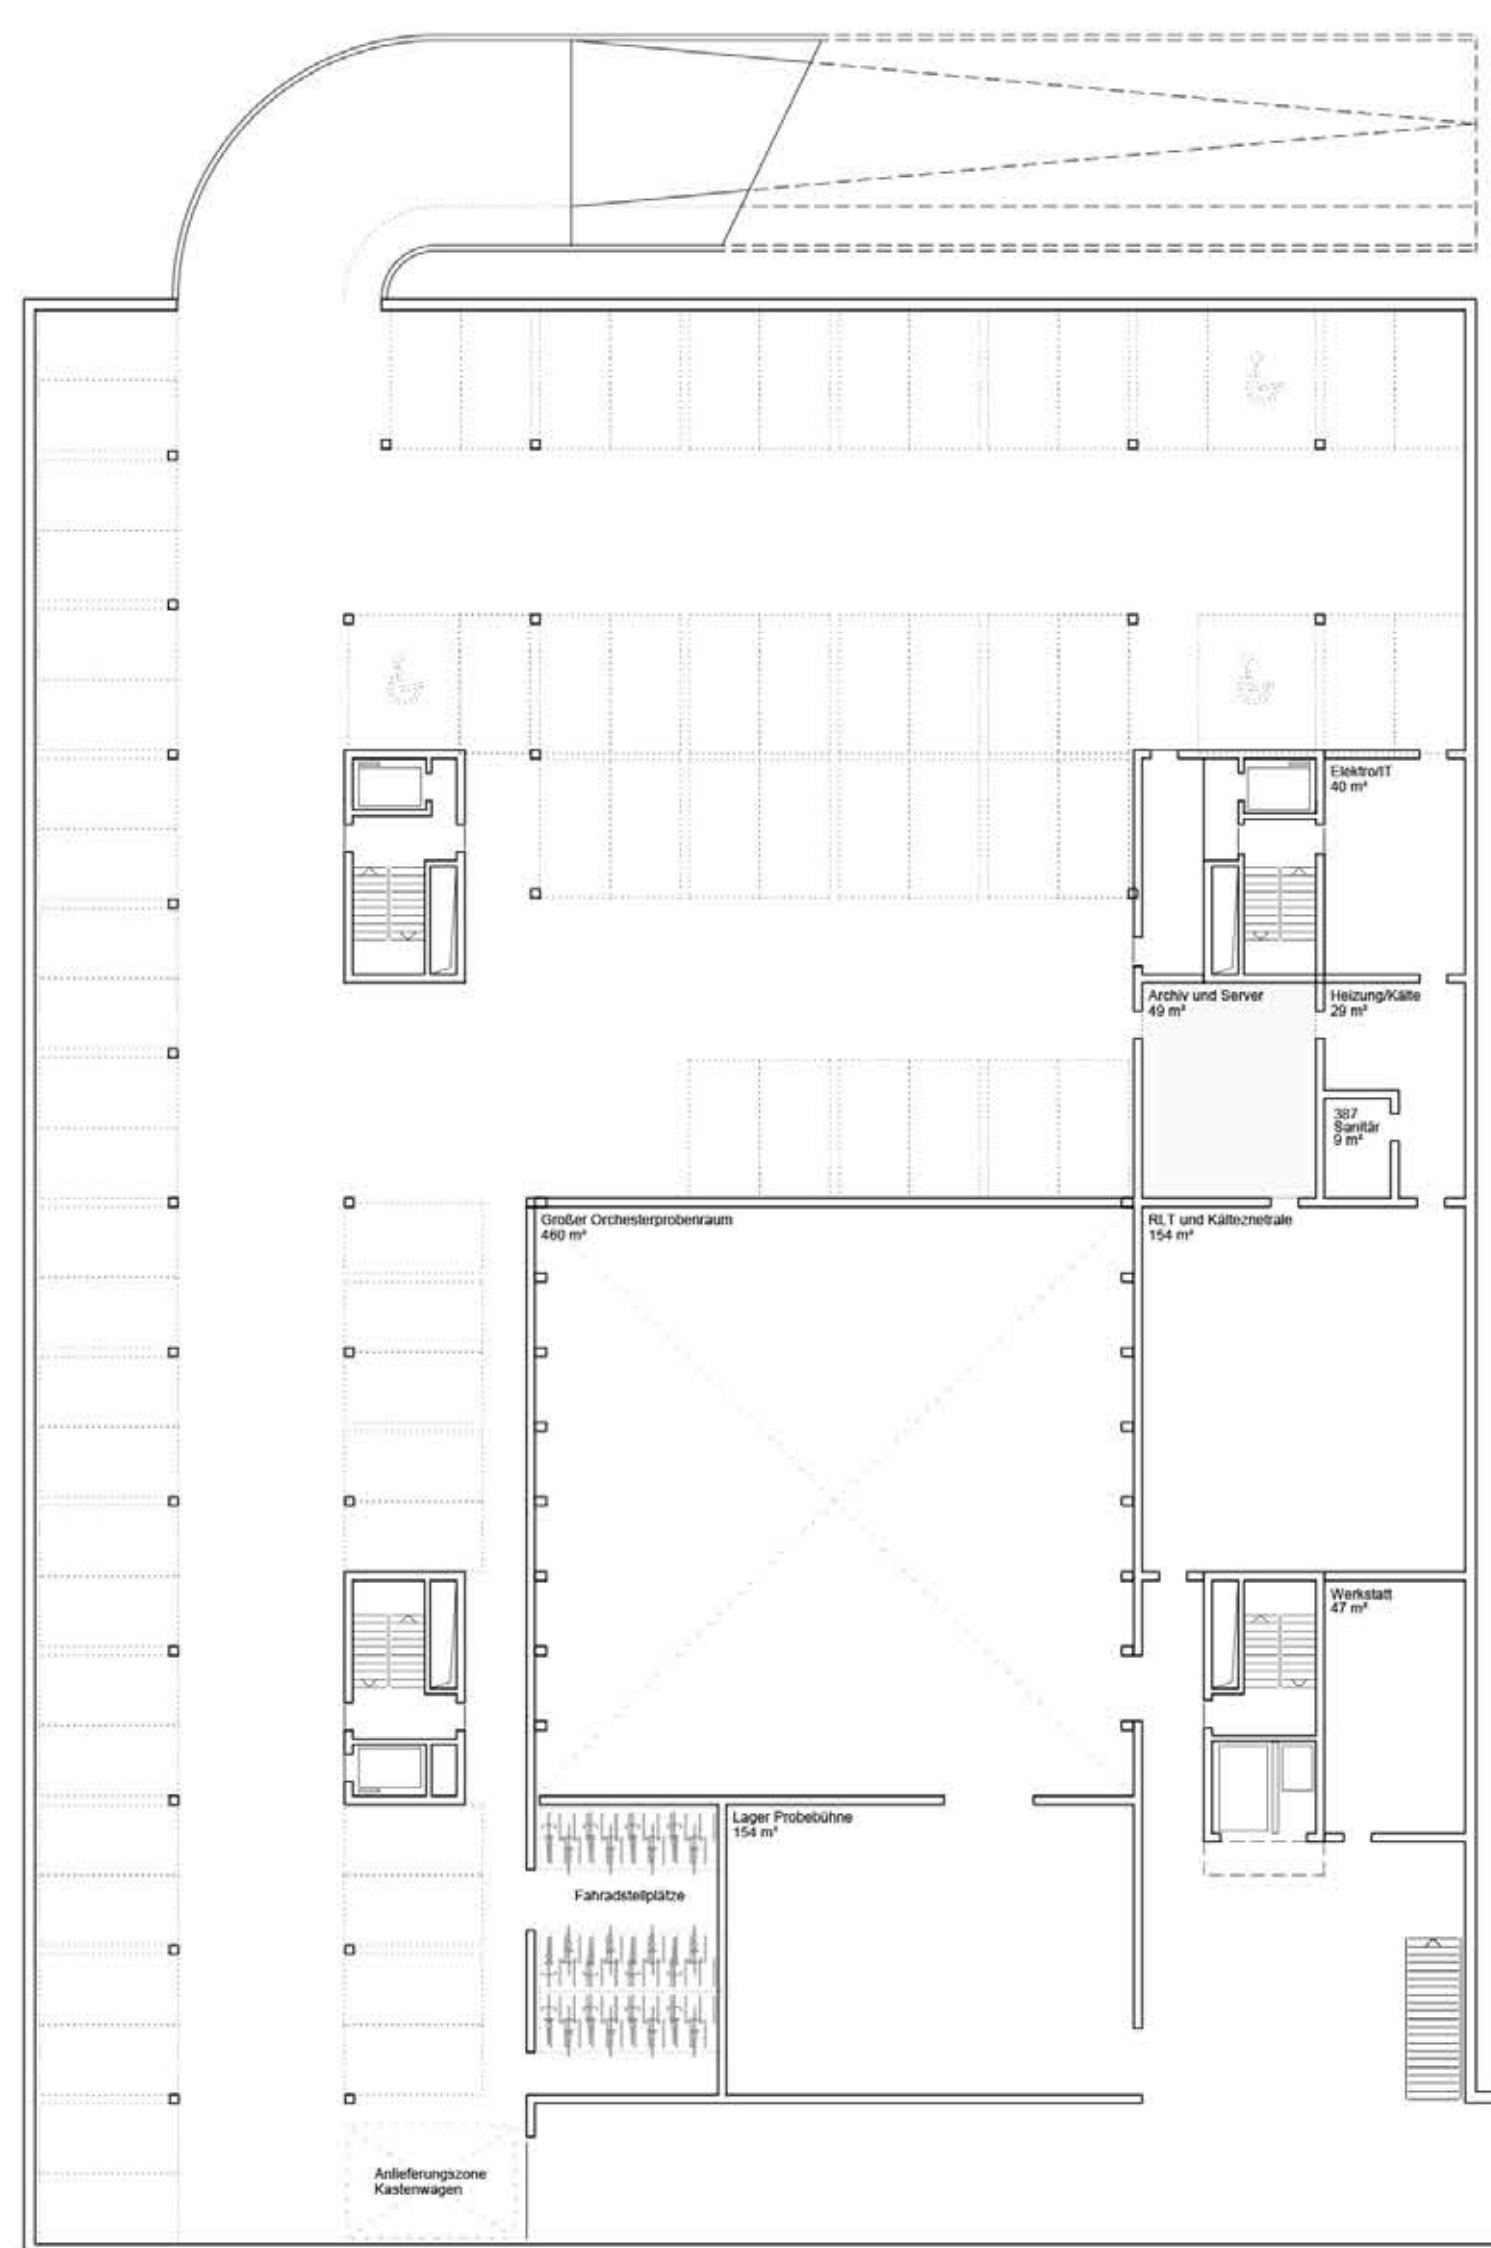 Elektro/IT
40 m²
Archiv und Server
49 m²
Heizung/Kälte
29 m²
387
Sanitär
9 m²
Großer Orchesterprobenraum
460 m²
RLT und Kälteznetrale
154 m²
Werkstatt
47 m²
Lager Probebühne
154 m²
Fahradstellplätze
Anlieferungszone
Kastenwagen